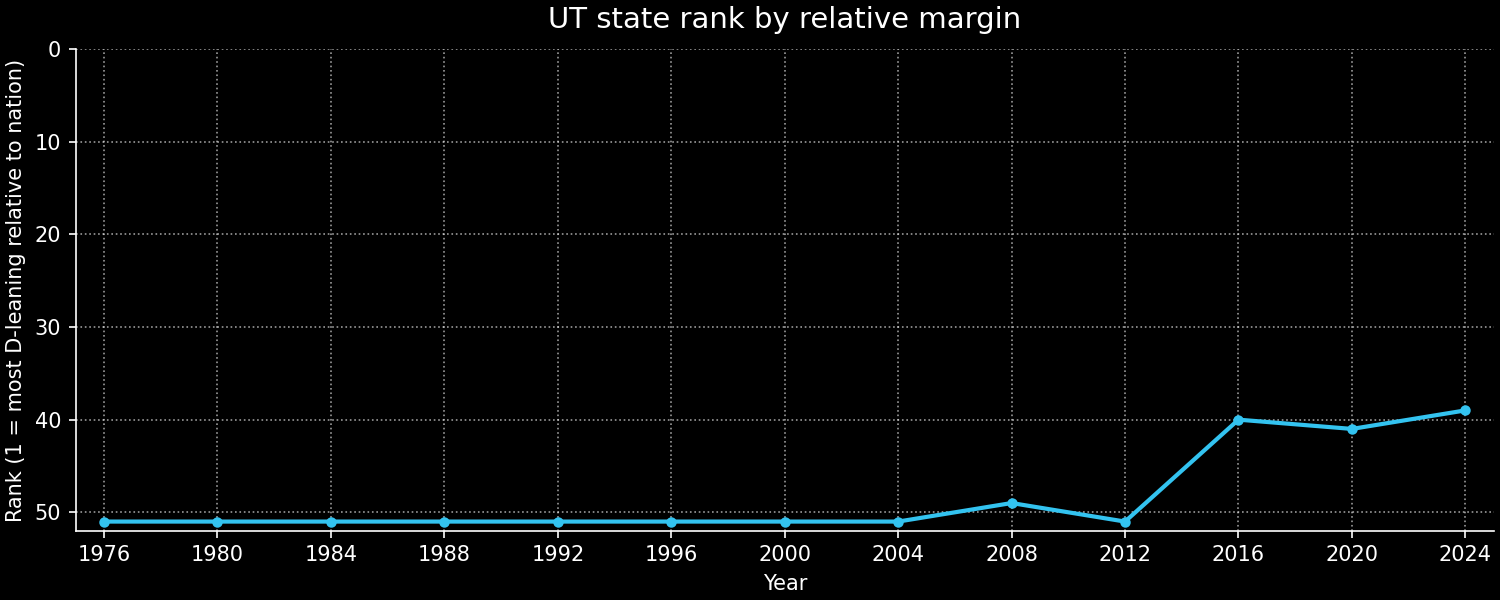 UT state rank by relative margin
Rank (1 = most D-leaning relative to nation)
0
10
20
30
40
50
1976 1980 1984 1988 1992 1996 2000 2004 2008 2012 2016 2020 2024
Year